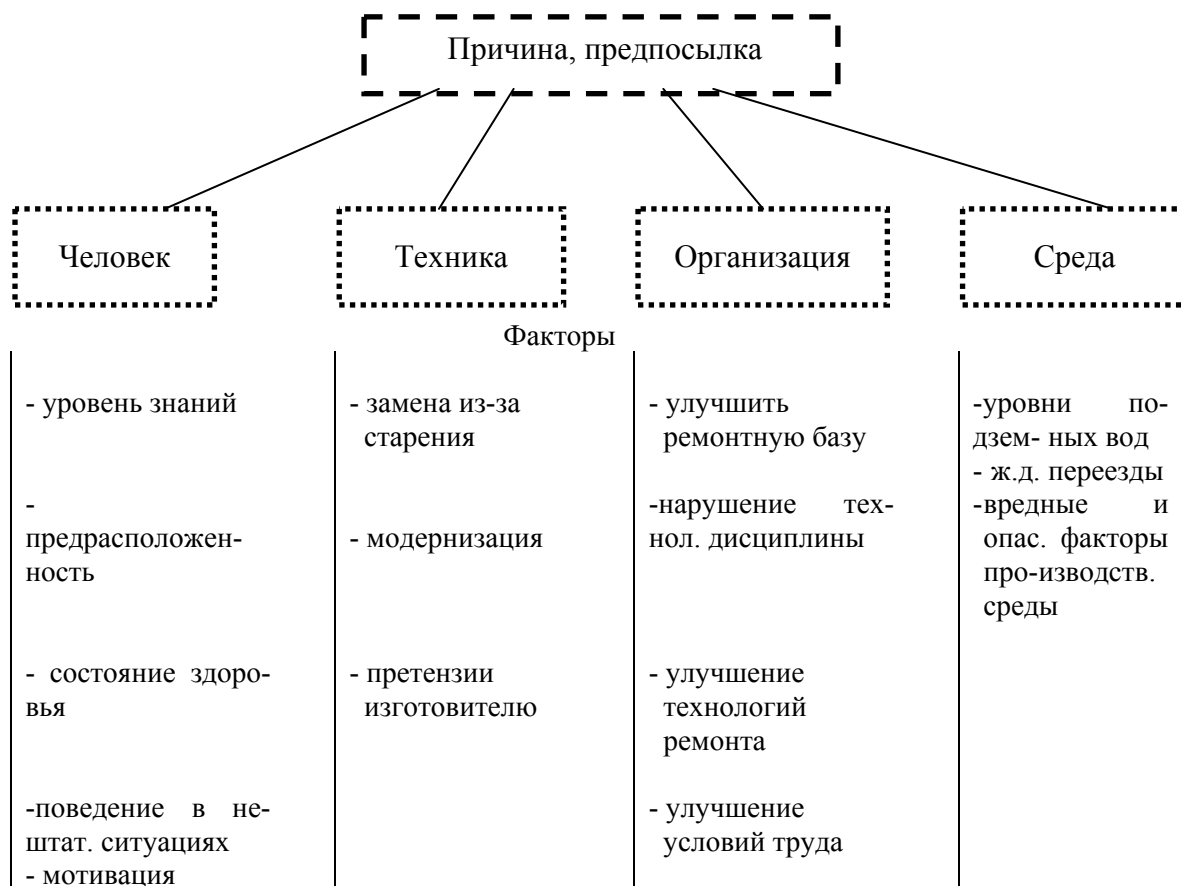 Причина, предпосылка
Человек
Техника
Организация
Среда
Факторы
- уровень знаний
-
предрасположен-
ность
- состояние здоро-
вья
-поведение в не-
штат. ситуациях
- мотивация
- замена из-за
старения
- модернизация
- претензии
изготовителю
- улучшить
ремонтную базу
-нарушение тех-
нол. дисциплины
- улучшение
технологий
ремонта
- улучшение
условий труда
-уровни по-
дзем- ных вод
- ж.д. переезды
-вредные и
опас. факторы
про-изводств.
среды